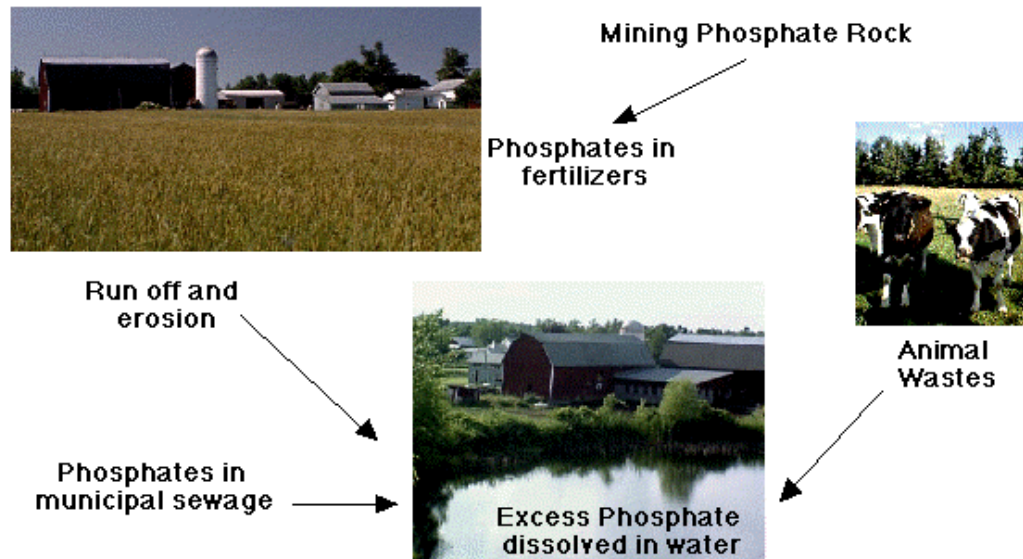 Mining Phosphate Rock
Phosphates in
fertilizers
Run off and
erosion
Animal
Wastes
Phosphates in
municipal sewage
Excess Phosphate
dissolved in water